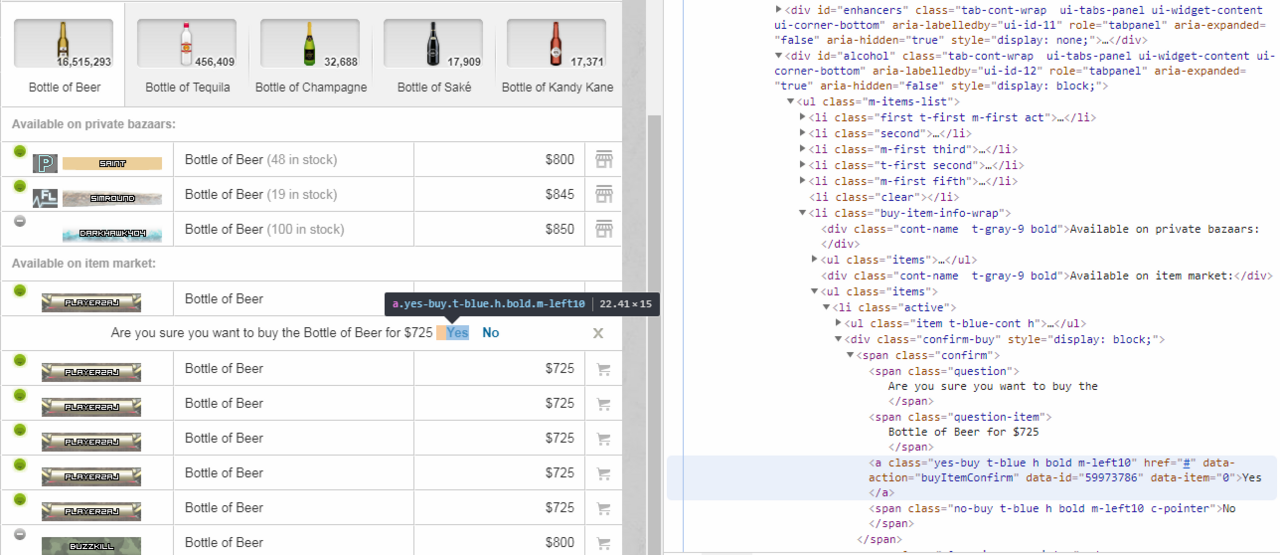 16,515,293
456,409
32,688
17,909
17,371
Bottle of Beer
Bottle of Tequila
Bottle of Champagne
Bottle of Saké
Bottle of Kandy Kane
Available on private bazaars:
P SAINT Bottle of Beer (48 in stock) $800
FL SIMROUND Bottle of Beer (19 in stock) $845
DARKHAWK404 Bottle of Beer (100 in stock) $850
Available on item market:
PLAYER2AJ Bottle of Beer
a.yes-buy.t-blue.h.bold.m-left10 22.41×15
Are you sure you want to buy the Bottle of Beer for $725 Yes No X
PLAYER2AJ Bottle of Beer $725
PLAYER2AJ Bottle of Beer $725
PLAYER2AJ Bottle of Beer $725
PLAYER2AJ Bottle of Beer $725
PLAYER2AJ Bottle of Beer $725
BUZZKILL Bottle of Beer $800
<div id="enhancers" class="tab-cont-wrap  ui-tabs-panel ui-widget-content
ui-corner-bottom" aria-labelledby="ui-id-11" role="tabpanel" aria-expanded=
"false" aria-hidden="true" style="display: none;">…</div>
<div id="alcohol" class="tab-cont-wrap  ui-tabs-panel ui-widget-content ui-
corner-bottom" aria-labelledby="ui-id-12" role="tabpanel" aria-expanded=
"true" aria-hidden="false" style="display: block;">
<ul class="m-items-list">
<li class="first t-first m-first act">…</li>
<li class="second">…</li>
<li class="m-first third">…</li>
<li class="t-first second">…</li>
<li class="m-first fifth">…</li>
<li class="clear"></li>
<li class="buy-item-info-wrap">
<div class="cont-name  t-gray-9 bold">Available on private bazaars:
</div>
<ul class="items">…</ul>
<div class="cont-name  t-gray-9 bold">Available on item market:</div>
<ul class="items">
<li class="active">
<ul class="item t-blue-cont h">…</ul>
<div class="confirm-buy" style="display: block;">
<span class="confirm">
<span class="question">
Are you sure you want to buy the
</span>
<span class="question-item">
Bottle of Beer for $725
</span>
<a class="yes-buy t-blue h bold m-left10" href="#" data-
action="buyItemConfirm" data-id="59973786" data-item="0">Yes
</a>
<span class="no-buy t-blue h bold m-left10 c-pointer">No
</span>
</span>